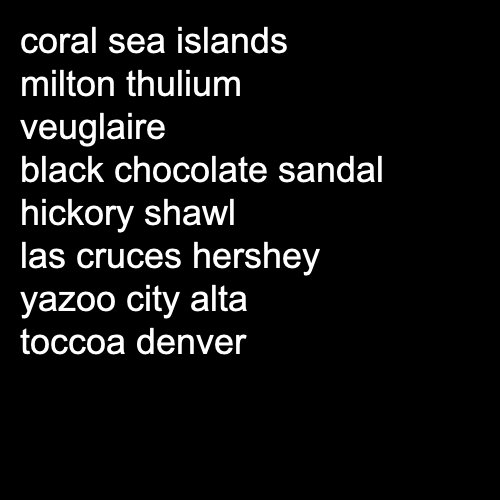 coral sea islands
milton thulium
veuglaire
black chocolate sandal
hickory shawl
las cruces hershey
yazoo city alta
toccoa denver